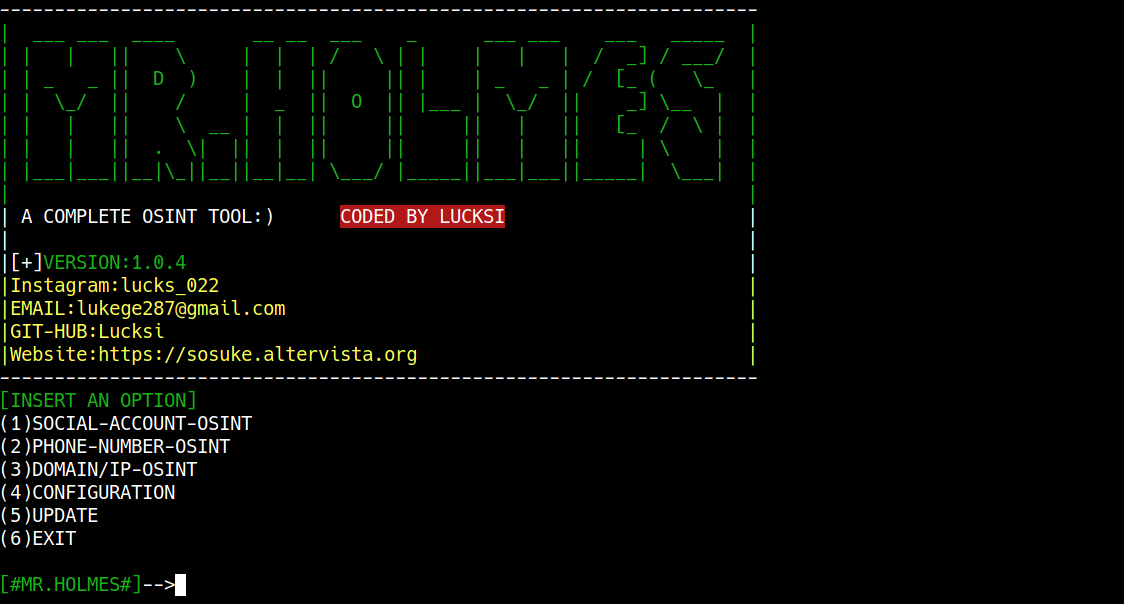 MR.HOLMES
A COMPLETE OSINT TOOL:) CODED BY LUCKSI
[+]VERSION:1.0.4
Instagram:lucks_022
EMAIL:lukege287@gmail.com
GIT-HUB:Lucksi
Website:https://sosuke.altervista.org
[INSERT AN OPTION]
(1)SOCIAL-ACCOUNT-OSINT
(2)PHONE-NUMBER-OSINT
(3)DOMAIN/IP-OSINT
(4)CONFIGURATION
(5)UPDATE
(6)EXIT
[#MR.HOLMES#]-->